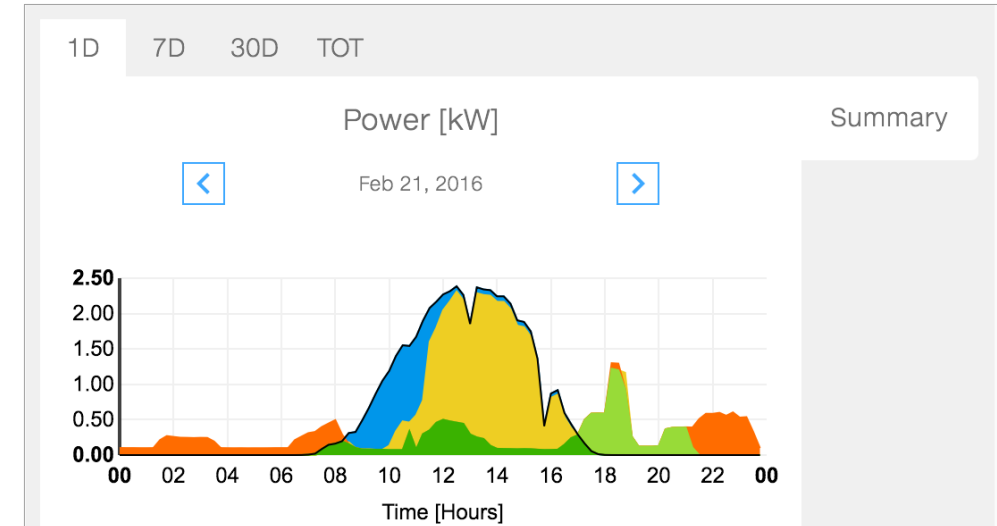 1D 7D 30D TOT
Power [kW]
Summary
Feb 21, 2016
2.50
2.00
1.50
1.00
0.50
0.00
00 02 04 06 08 10 12 14 16 18 20 22 00
Time [Hours]